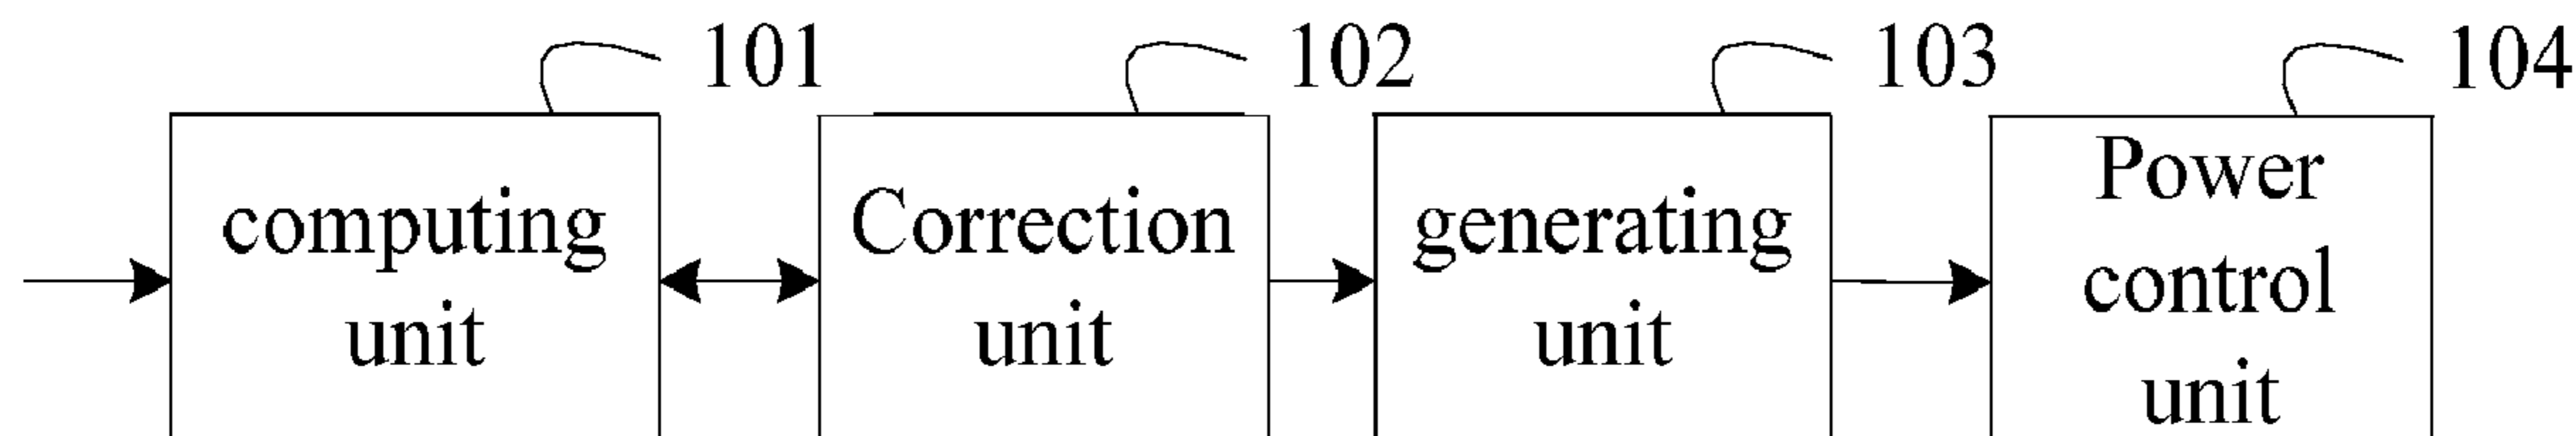 101
102
103
104
computing
unit
Correction
unit
generating
unit
Power
control
unit